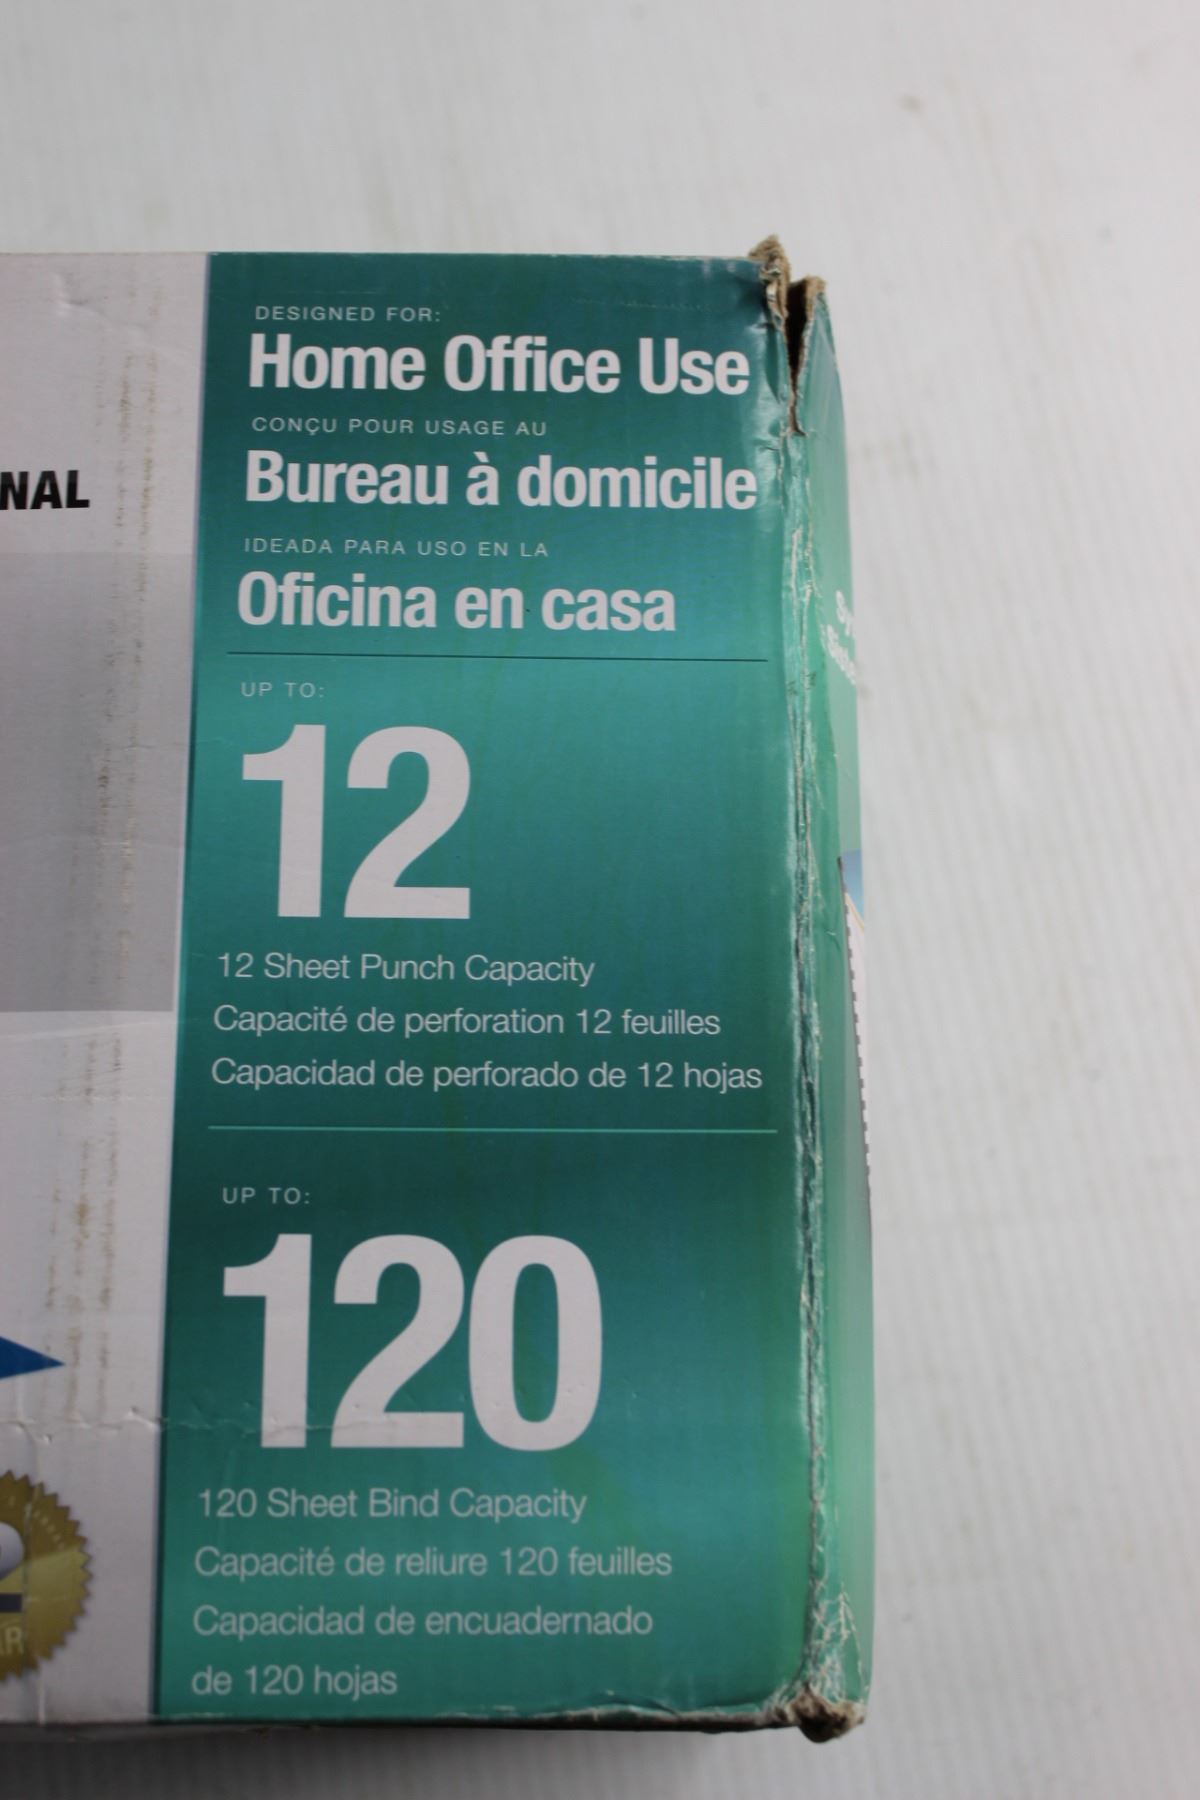 DESIGNED FOR:
Home Office Use
CONÇU POUR USAGE AU
Bureau à domicile
IDEADA PARA USO EN LA
Oficina en casa
NAL
UP TO:
12
12 Sheet Punch Capacity
Capacité de perforation 12 feuilles
Capacidad de perforado de 12 hojas
UP TO:
120
120 Sheet Bind Capacity
Capacité de reliure 120 feuilles
Capacidad de encuadernado
de 120 hojas
2
AR